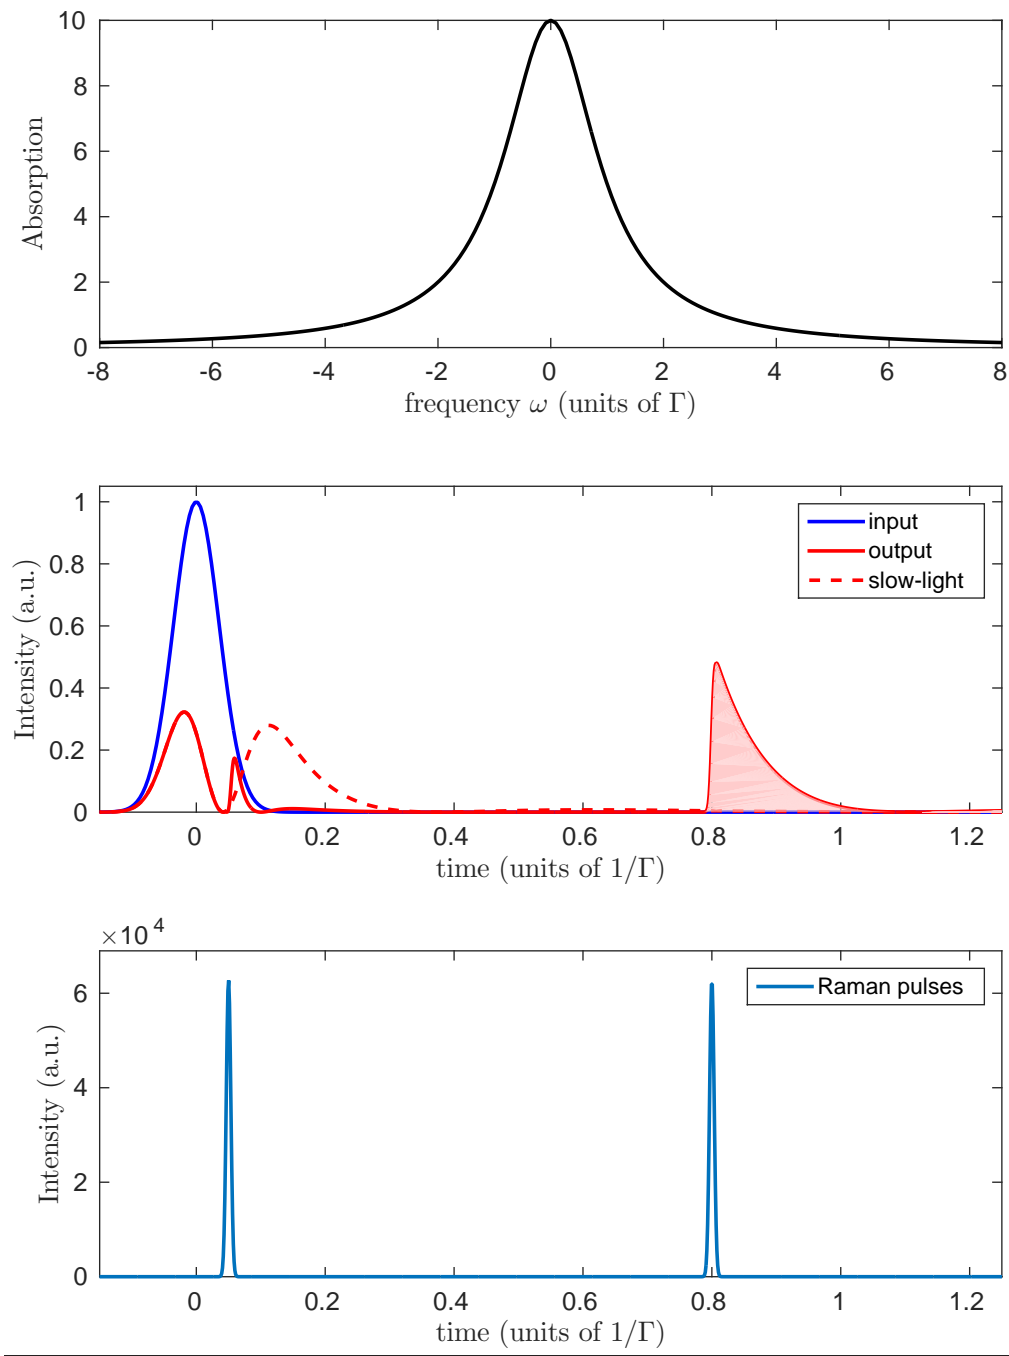 10
8
6
4
2
0
Absorption
-8 -6 -4 -2 0 2 4 6 8
frequency ω (units of Γ)
1
0.8
0.6
0.4
0.2
0
Intensity (a.u.)
input
output
slow-light
0 0.2 0.4 0.6 0.8 1 1.2
time (units of 1/Γ)
×10 4
6
4
2
0
Intensity (a.u.)
Raman pulses
0 0.2 0.4 0.6 0.8 1 1.2
time (units of 1/Γ)